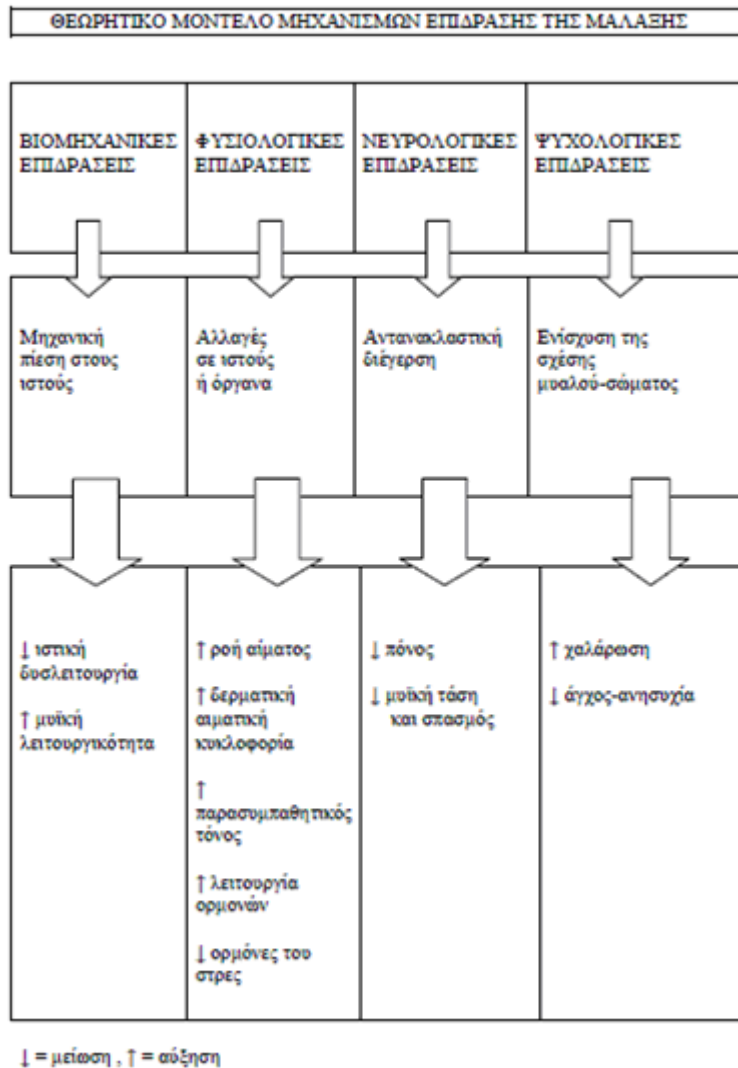 ΘΕΩΡΗΤΙΚΟ ΜΟΝΤΕΛΟ ΜΗΧΑΝΙΣΜΩΝ ΕΠΙΔΡΑΣΗΣ ΤΗΣ ΜΑΛΑΞΗΣ
ΒΙΟΜΗΧΑΝΙΚΕΣ
ΕΠΙΔΡΑΣΕΙΣ
ΦΥΣΙΟΛΟΓΙΚΕΣ
ΕΠΙΔΡΑΣΕΙΣ
ΝΕΥΡΟΛΟΓΙΚΕΣ
ΕΠΙΔΡΑΣΕΙΣ
ΨΥΧΟΛΟΓΙΚΕΣ
ΕΠΙΔΡΑΣΕΙΣ
Μηχανική
πίεση στους
ιστούς
Αλλαγές
σε ιστούς
ή όργανα
Αντανακλαστική
διέγερση
Ενίσχυση της
σχέσης
μυαλού-σώματος
↓ ιστική
δυσλειτουργία
↑ μυϊκή
λειτουργικότητα
↑ ροή αίματος
↑ δερματική
αιματική
κυκλοφορία
↑
παρασυμπαθητικός
τόνος
↑ λειτουργία
ορμονών
↓ ορμόνες του
στρες
↓ πόνος
↓ μυϊκή τάση
και σπασμός
↑ χαλάρωση
↓ άγχος-ανησυχία
↓ = μείωση , ↑ = αύξηση